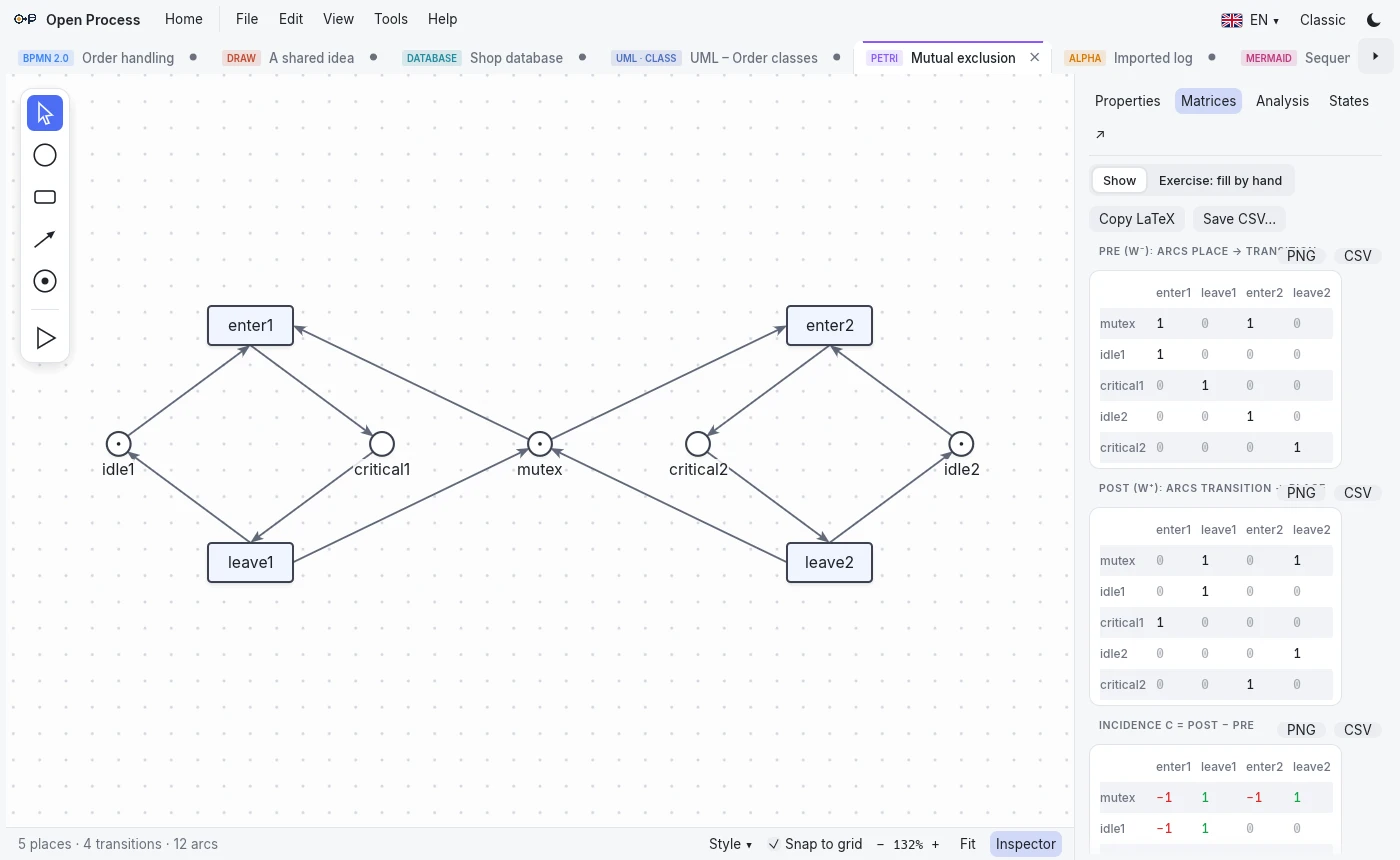 Open Process Home File Edit View Tools Help EN ▾ Classic
BPMN 2.0 Order handling DRAW A shared idea DATABASE Shop database UML · CLASS UML – Order classes PETRI Mutual exclusion ALPHA Imported log MERMAID Sequer
Properties Matrices Analysis States
Show Exercise: fill by hand
Copy LaTeX Save CSV...
PRE (W⁻): ARCS PLACE → TRANSITION PNG CSV
enter1 leave1 enter2 leave2
mutex 1 0 1 0
idle1 1 0 0 0
critical1 0 1 0 0
idle2 0 0 1 0
critical2 0 0 0 1
POST (W⁺): ARCS TRANSITION → PLACE PNG CSV
enter1 leave1 enter2 leave2
mutex 0 1 0 1
idle1 0 1 0 0
critical1 1 0 0 0
idle2 0 0 0 1
critical2 0 0 1 0
INCIDENCE C = POST − PRE PNG CSV
enter1 leave1 enter2 leave2
mutex −1 1 −1 1
idle1 −1 1 0 0
enter1 enter2
idle1 critical1 mutex critical2 idle2
leave1 leave2
5 places · 4 transitions · 12 arcs Style ▾ Snap to grid − 132% + Fit Inspector